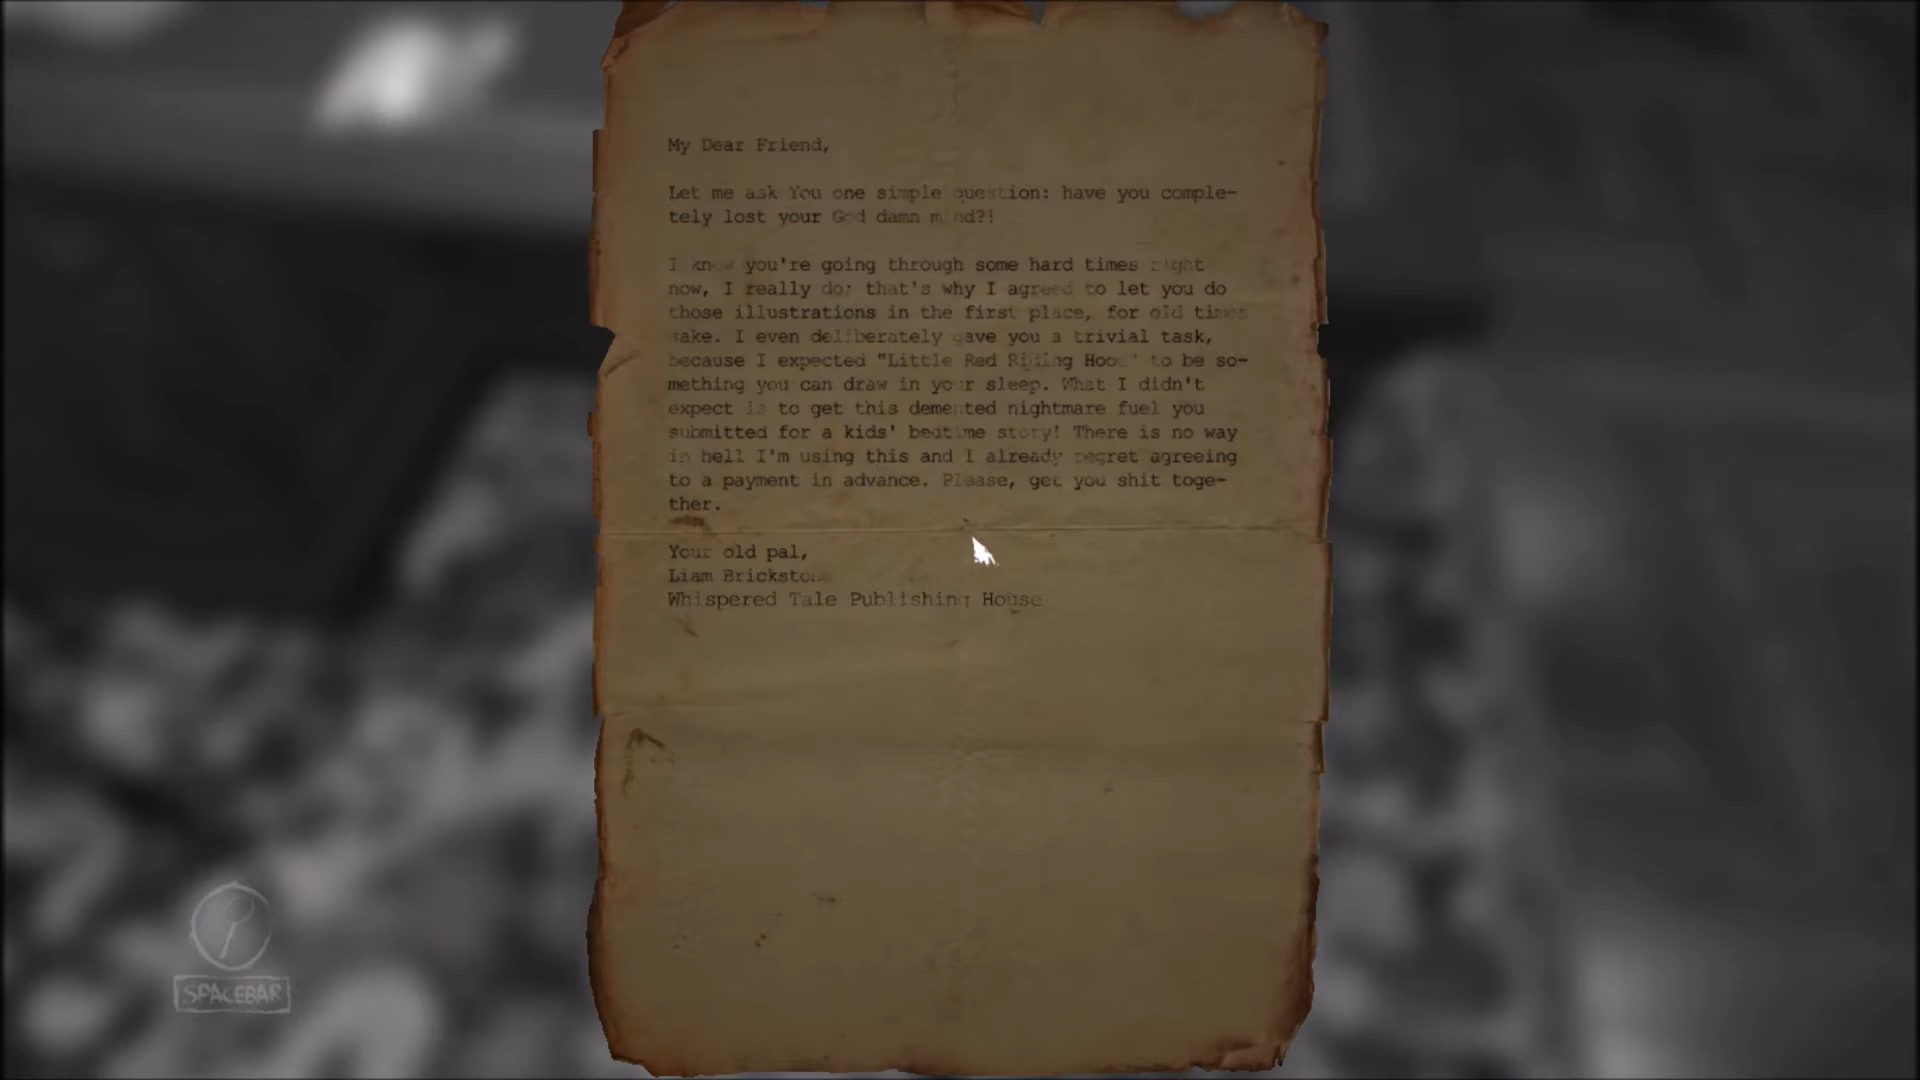 My Dear Friend,
Let me ask You one simple question: have you comple-
tely lost your God damn mind?!
I know you're going through some hard times right
now, I really do; that's why I agreed to let you do
those illustrations in the first place, for old times
sake. I even deliberately gave you a trivial task,
because I expected "Little Red Riding Hood" to be so-
mething you can draw in your sleep. What I didn't
expect is to get this demented nightmare fuel you
submitted for a kids' bedtime story! There is no way
in hell I'm using this and I already regret agreeing
to a payment in advance. Please, get you shit toge-
ther.
Your old pal,
Liam Brickstone
Whispered Tale Publishing House
SPACEBAR